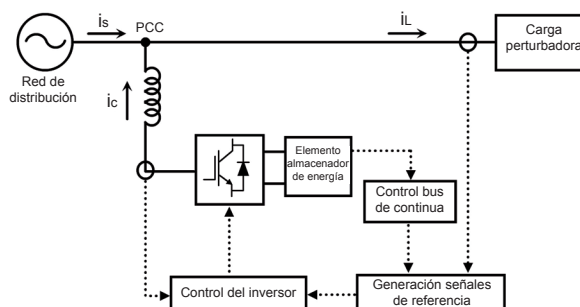 is
PCC
iL
Carga
perturbadora
Red de
distribución
ic
Elemento
almacenador
de energía
Control bus
de continua
Control del inversor
Generación señales
de referencia